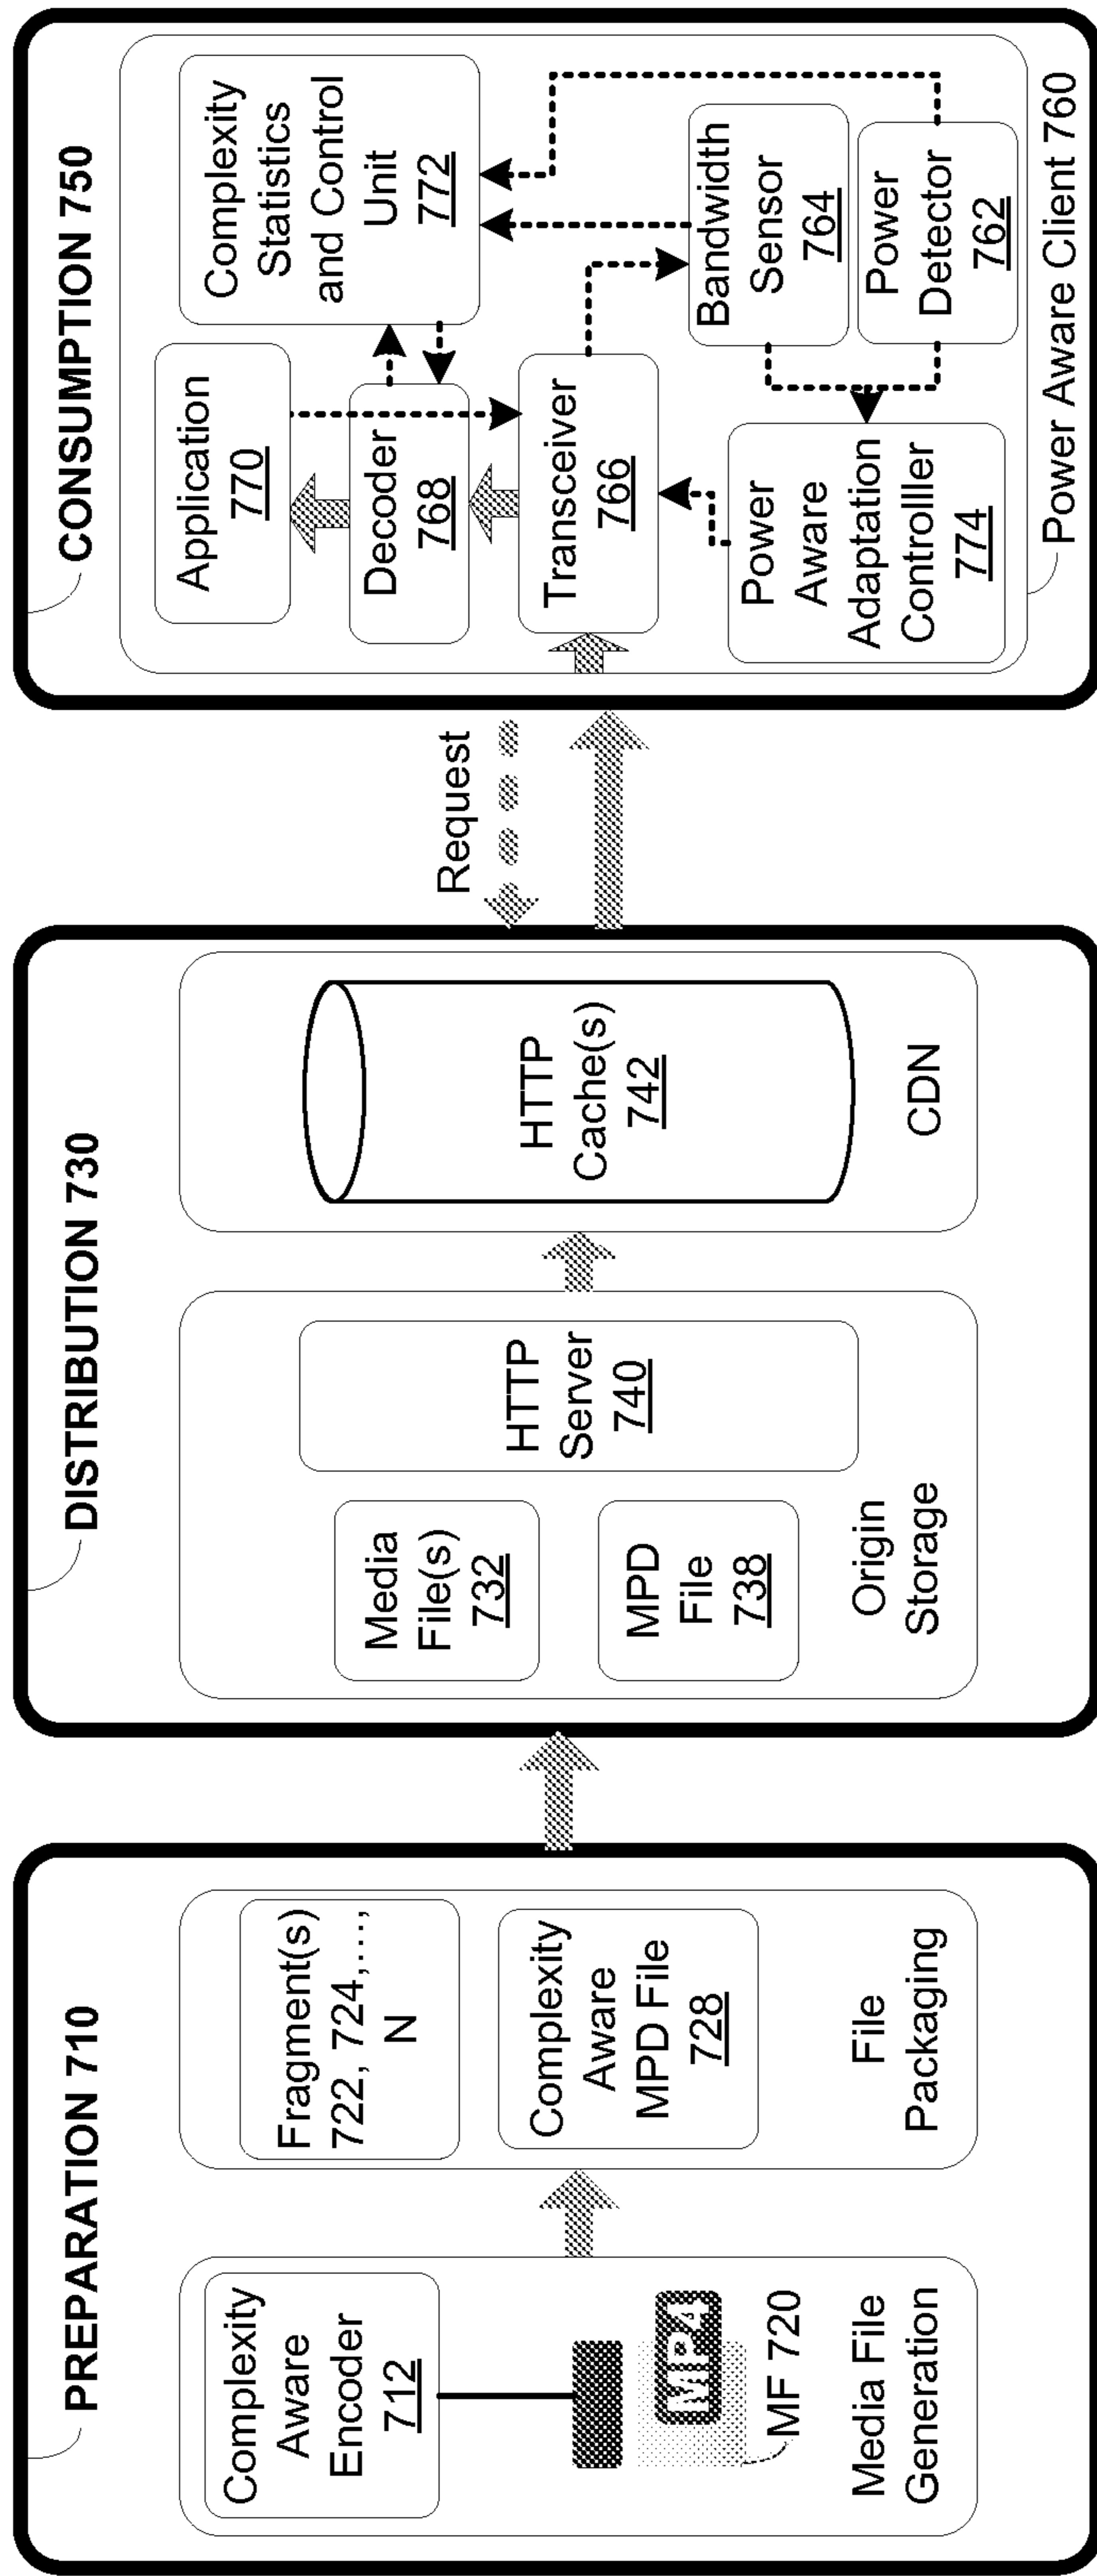 PREPARATION 710
Complexity
Aware
Encoder
712
MP4
MF 720
Media File
Generation
Fragment(s)
722, 724,...,
N
Complexity
Aware
MPD File
728
File
Packaging
DISTRIBUTION 730
Media
File(s)
732
MPD
File
738
Origin
Storage
HTTP
Server
740
HTTP
Cache(s)
742
CDN
Request
CONSUMPTION 750
Application
770
Decoder
768
Transceiver
766
Power
Aware
Adaptation
Controlller
774
Complexity
Statistics
and Control
Unit
772
Bandwidth
Sensor
764
Power
Detector
762
Power Aware Client 760